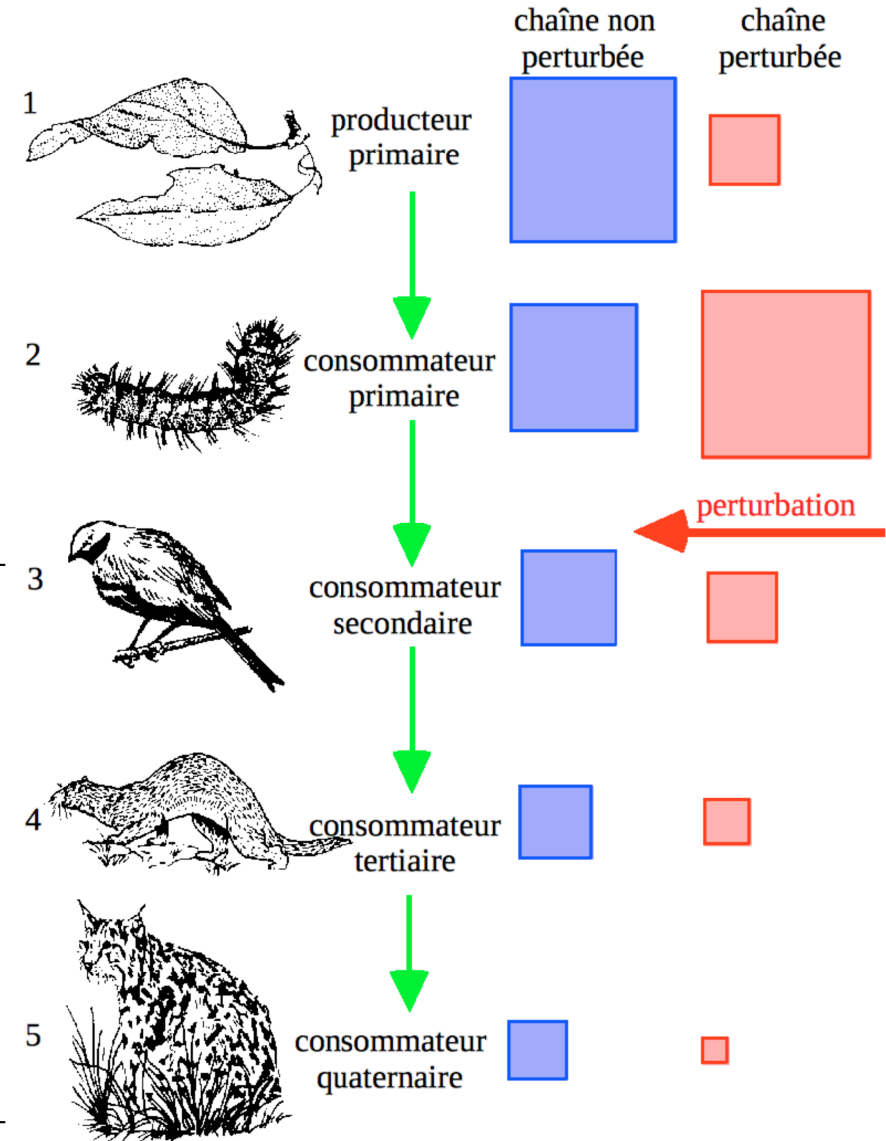 chaîne non
perturbée
chaîne
perturbée
1
producteur
primaire
2
consommateur
primaire
perturbation
3
consommateur
secondaire
4
consommateur
tertiaire
5
consommateur
quaternaire